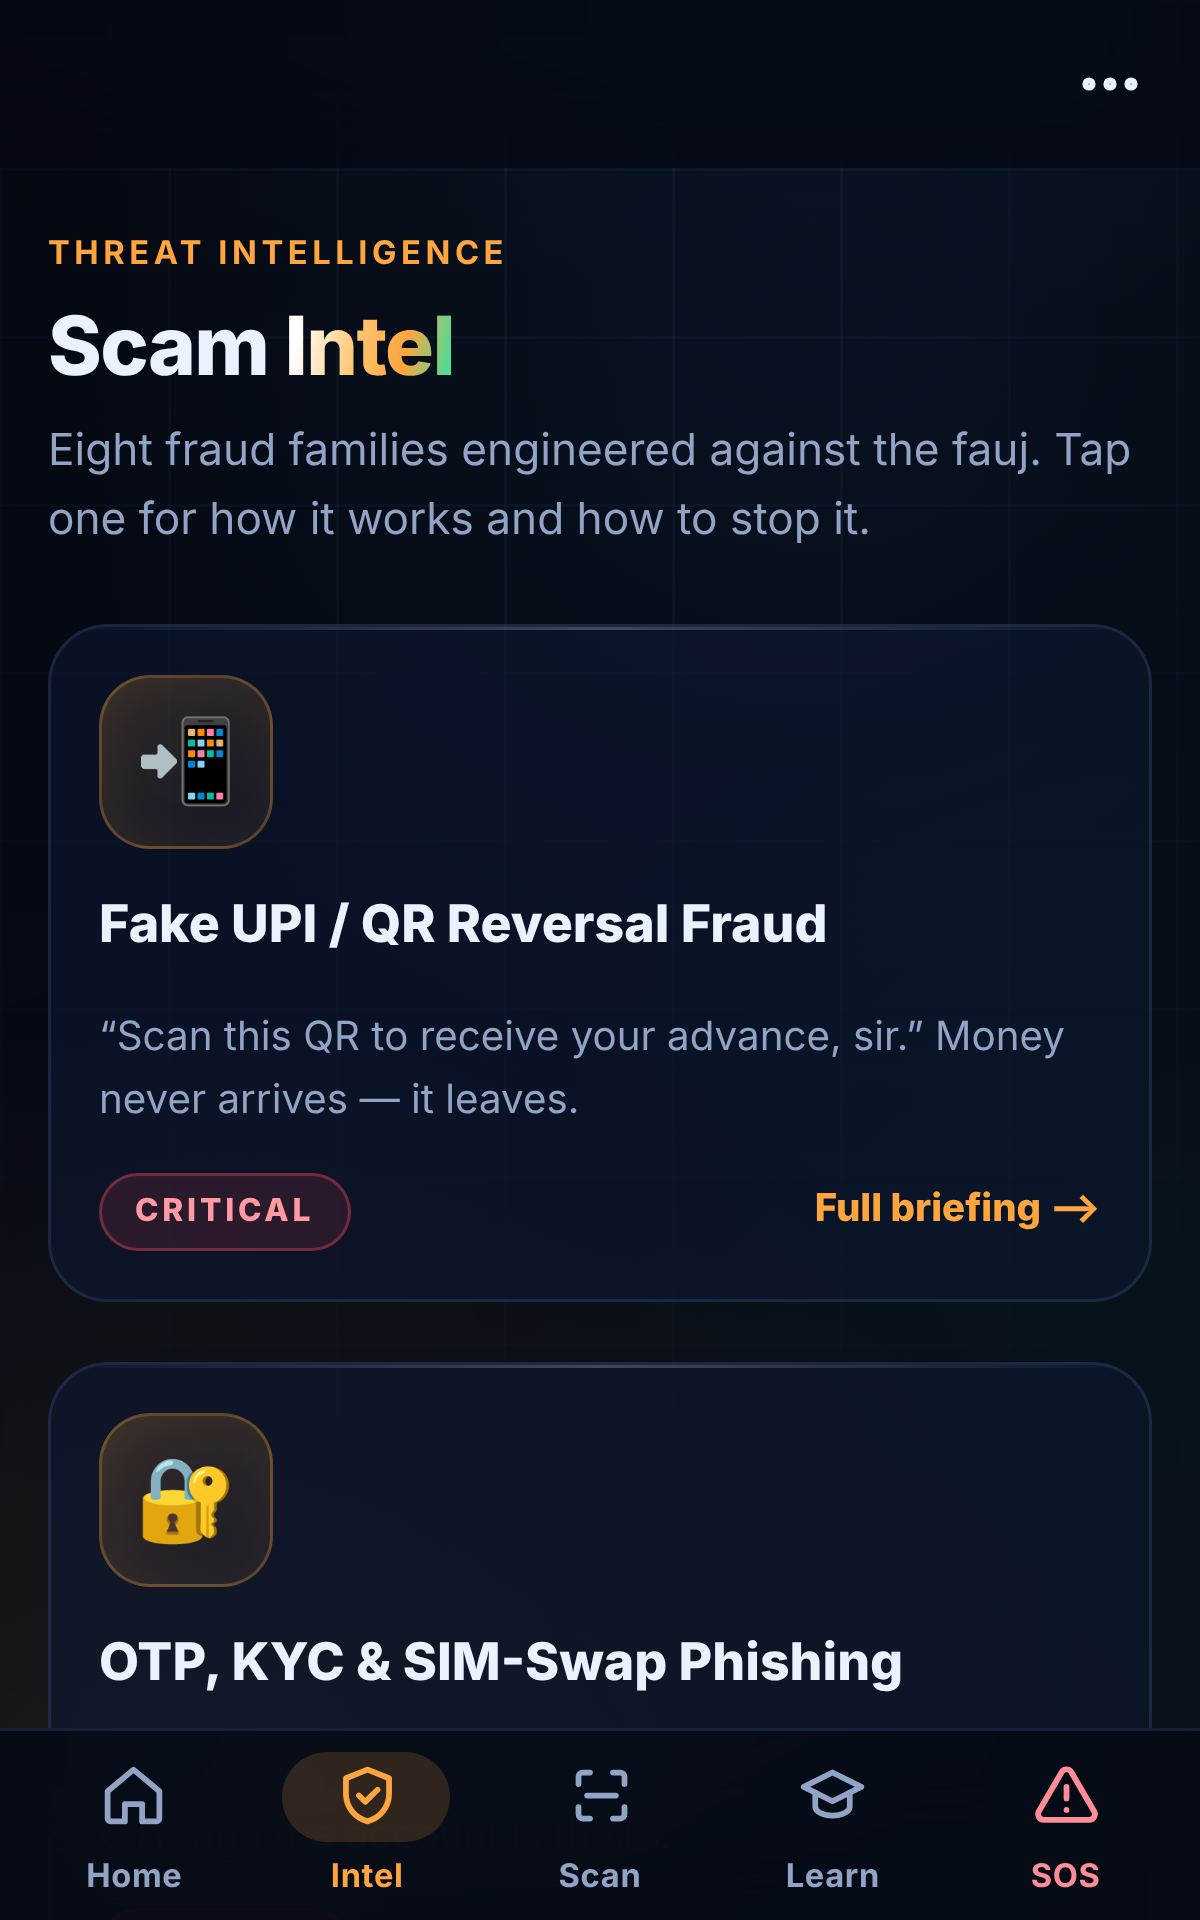 THREAT INTELLIGENCE
Scam Intel
Eight fraud families engineered against the fauj. Tap
one for how it works and how to stop it.
Fake UPI / QR Reversal Fraud
“Scan this QR to receive your advance, sir.” Money
never arrives — it leaves.
CRITICAL
Full briefing →
OTP, KYC & SIM-Swap Phishing
Home
Intel
Scan
Learn
SOS